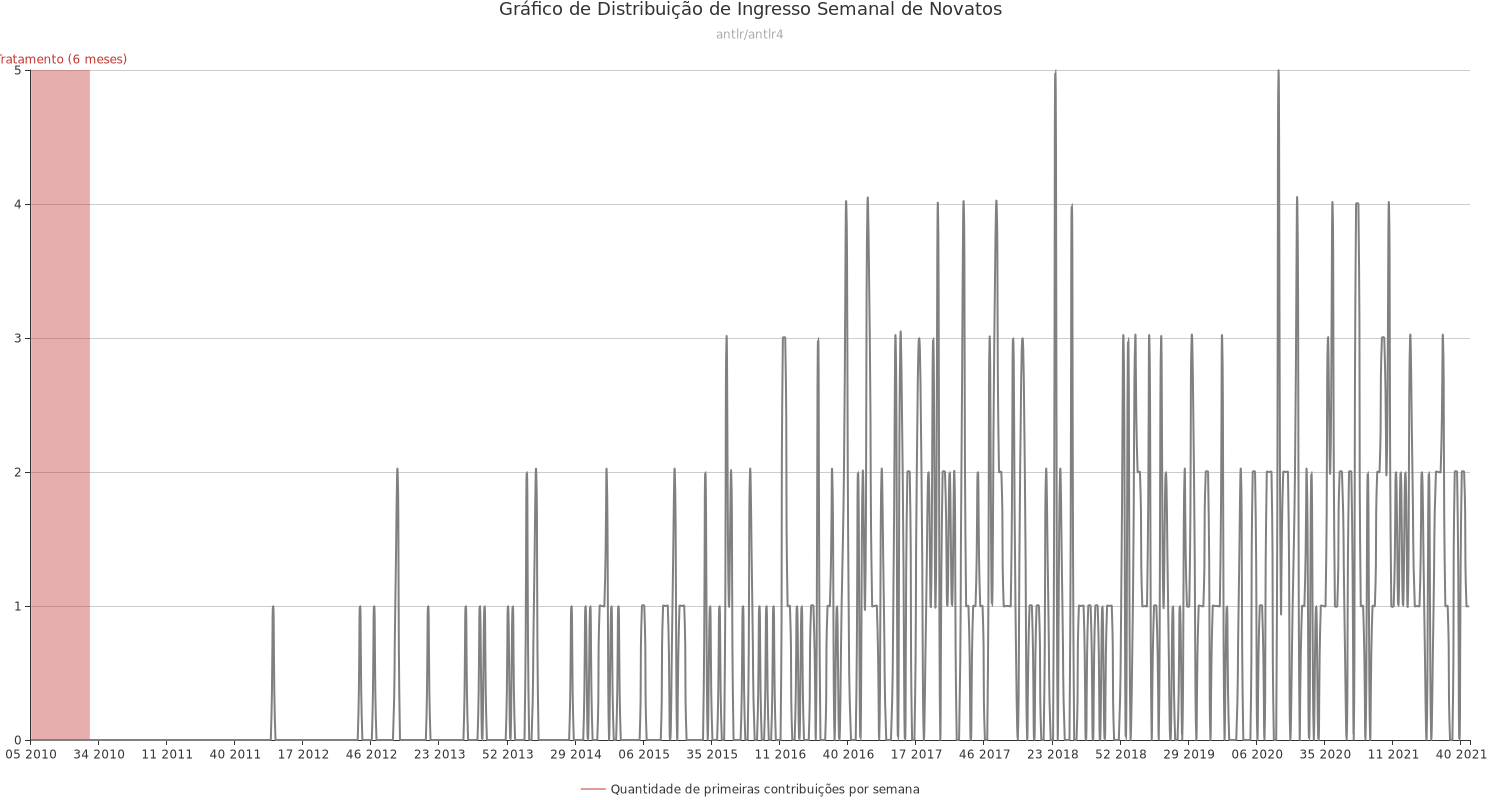 Gráfico de Distribuição de Ingresso Semanal de Novatos
antlr/antlr4
Tratamento (6 meses)
5
4
3
2
1
0
05 2010 34 2010 11 2011 40 2011 17 2012 46 2012 23 2013 52 2013 29 2014 06 2015 35 2015 11 2016 40 2016 17 2017 46 2017 23 2018 52 2018 29 2019 06 2020 35 2020 11 2021 40 2021
Quantidade de primeiras contribuições por semana